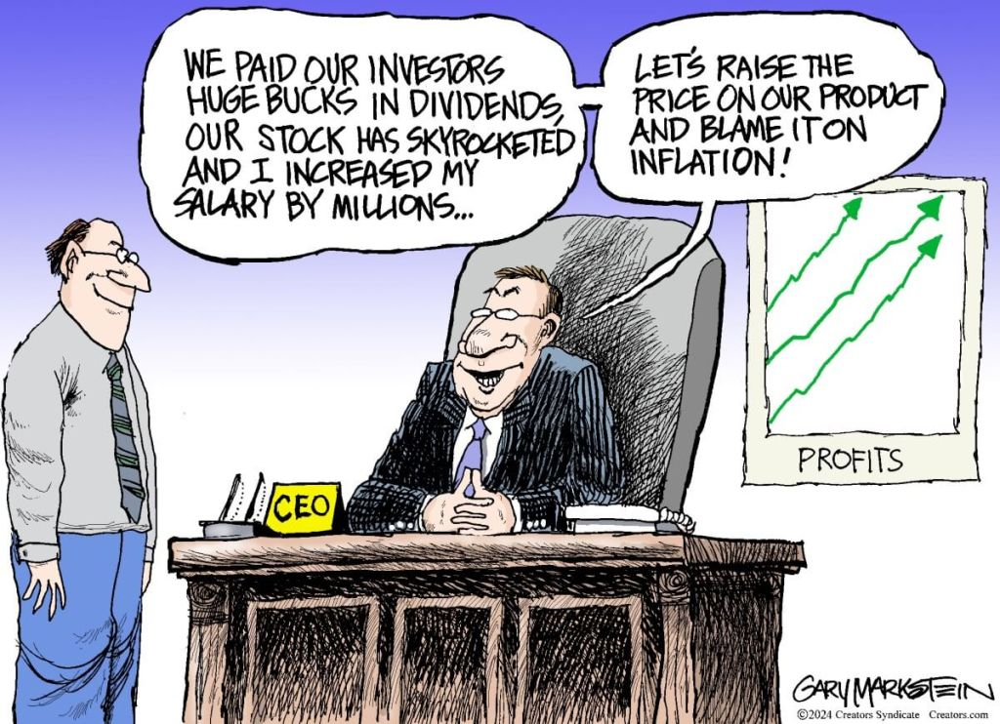 WE PAID OUR INVESTORS
HUGE BUCKS IN DIVIDENDS,
OUR STOCK HAS SKYROCKETED
AND I INCREASED MY
SALARY BY MILLIONS...
LET'S RAISE THE
PRICE ON OUR PRODUCT
AND BLAME IT ON
INFLATION!
PROFITS
CEO
GARY MARKSTEIN
©2024 Creators Syndicate Creators.com